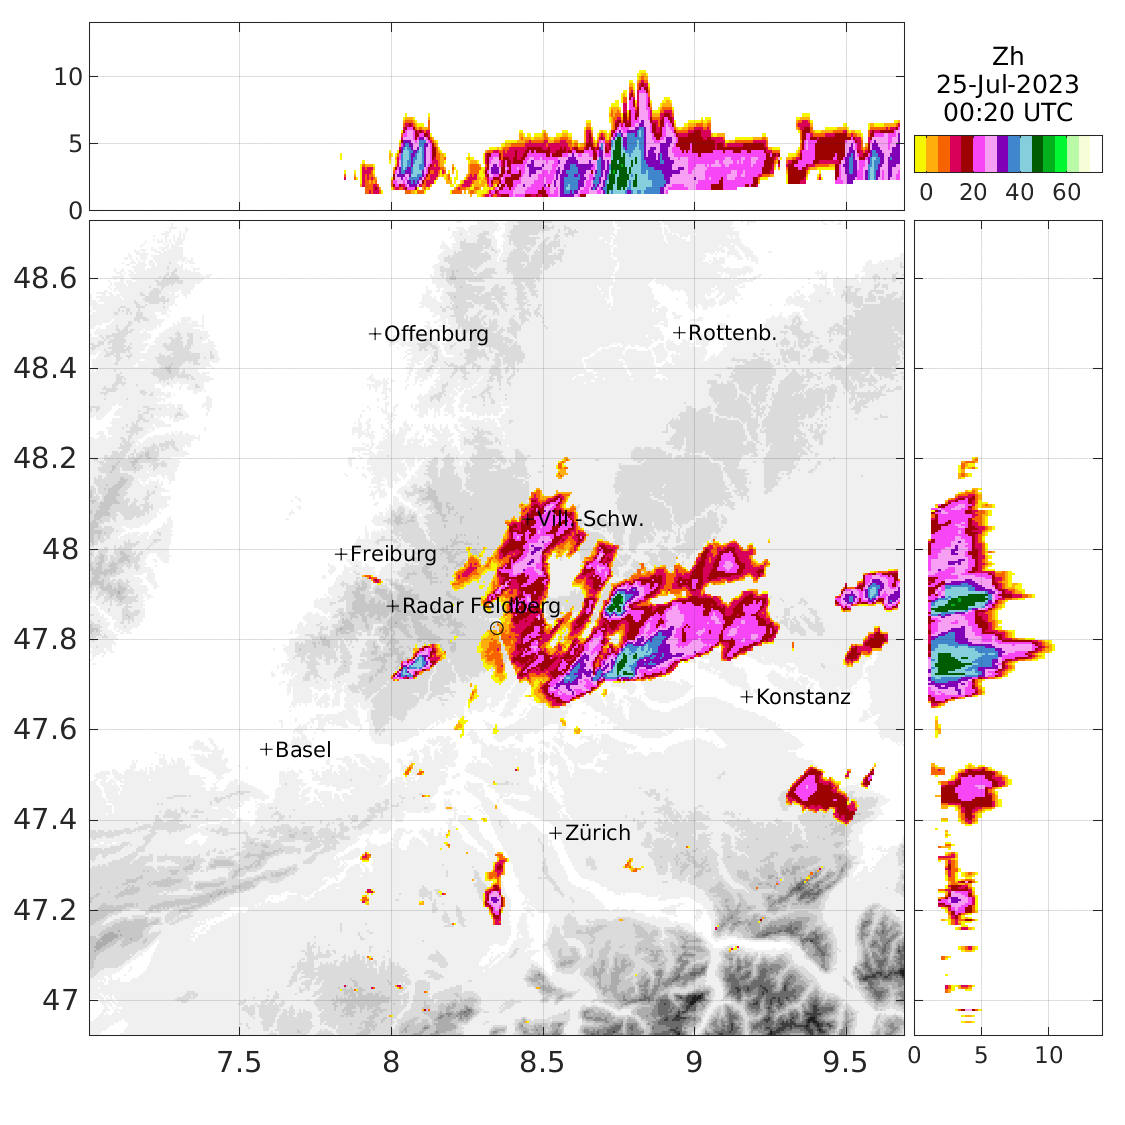 10
5
0
Zh
25-Jul-2023
00:20 UTC
0 20 40 60
48.6
48.4
48.2
48
47.8
47.6
47.4
47.2
47
+Offenburg
+Rottenb.
+Vill.-Schw.
+Freiburg
+Radar Feldberg
+Konstanz
+Basel
+Zürich
7.5 8 8.5 9 9.5
0 5 10